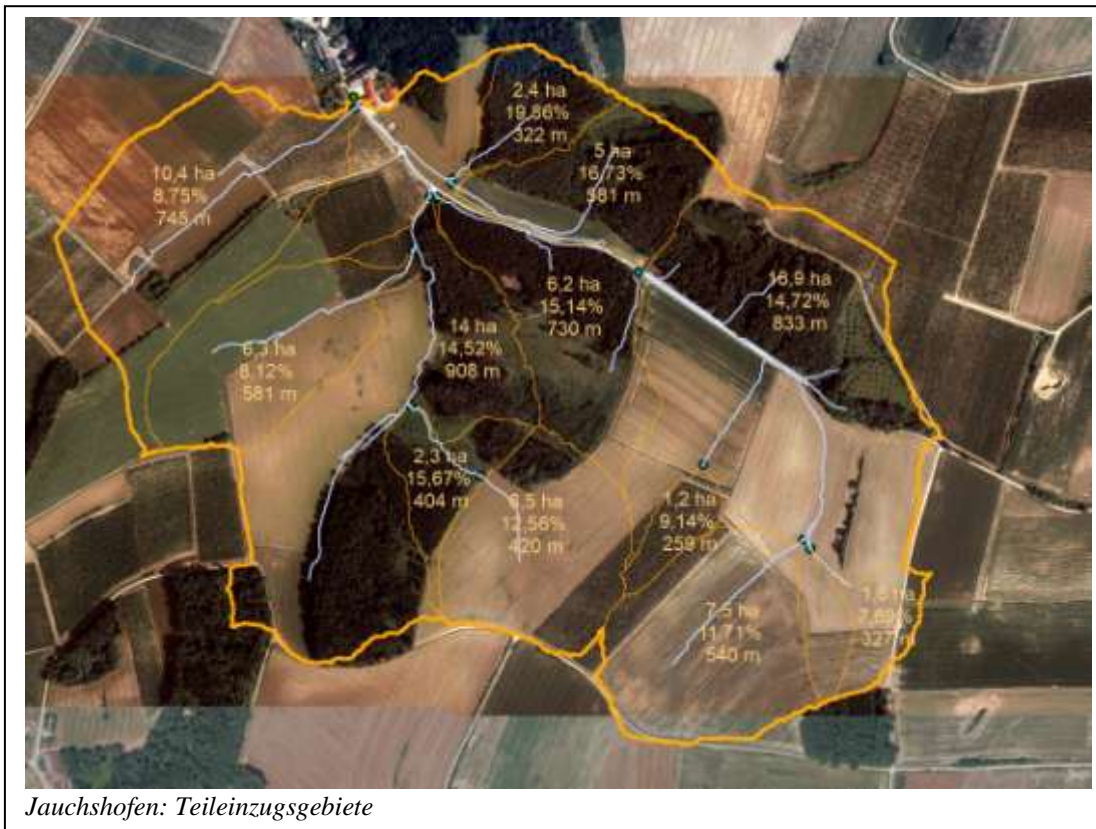 2,4 ha
19,86%
322 m
5 ha
16,73%
581 m
10,4 ha
8,75%
745 m
6,2 ha
15,14%
730 m
16,9 ha
14,72%
833 m
14 ha
14,52%
908 m
6,3 ha
8,12%
581 m
2,3 ha
15,67%
404 m
12,56%
420 m
1,2 ha
9,14%
259 m
7,5 ha
11,71%
540 m
Jauchshofen: Teileinzugsgebiete